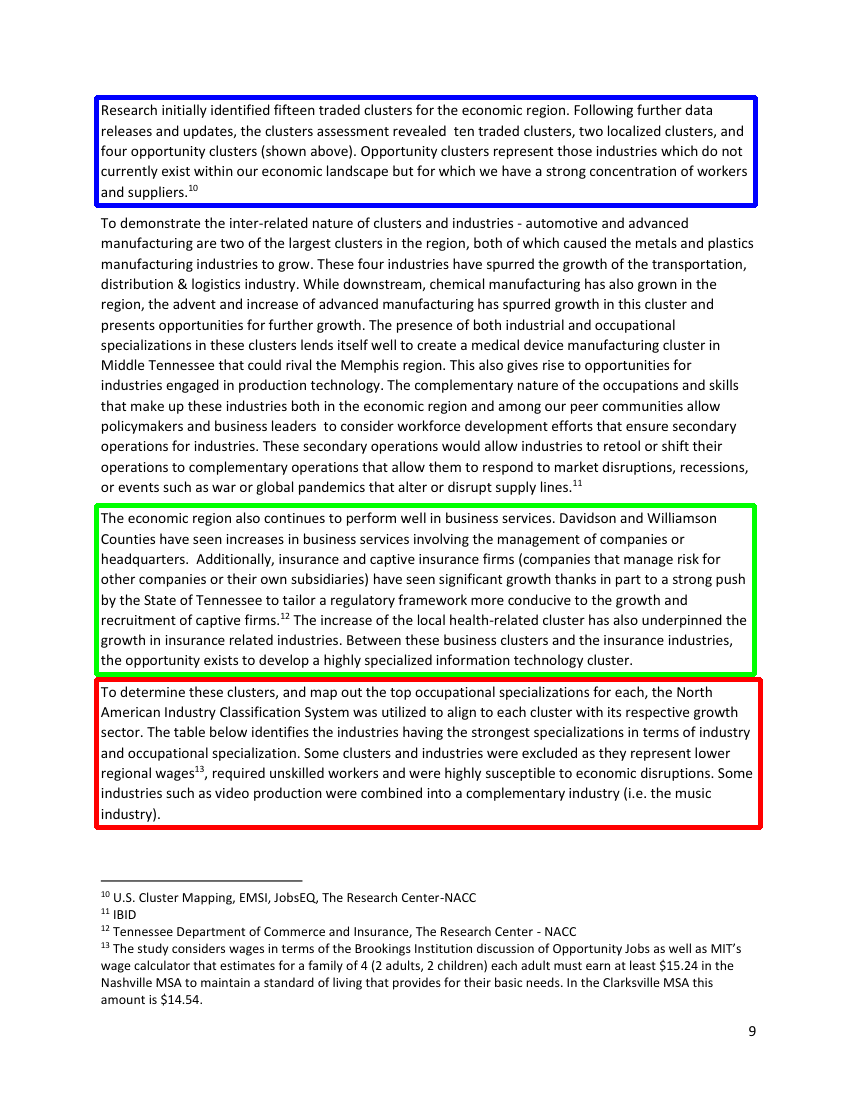 Research initially identified fifteen traded clusters for the economic region. Following further data
releases and updates, the clusters assessment revealed  ten traded clusters, two localized clusters, and
four opportunity clusters (shown above). Opportunity clusters represent those industries which do not
currently exist within our economic landscape but for which we have a strong concentration of workers
and suppliers.10
To demonstrate the inter-related nature of clusters and industries - automotive and advanced
manufacturing are two of the largest clusters in the region, both of which caused the metals and plastics
manufacturing industries to grow. These four industries have spurred the growth of the transportation,
distribution & logistics industry. While downstream, chemical manufacturing has also grown in the
region, the advent and increase of advanced manufacturing has spurred growth in this cluster and
presents opportunities for further growth. The presence of both industrial and occupational
specializations in these clusters lends itself well to create a medical device manufacturing cluster in
Middle Tennessee that could rival the Memphis region. This also gives rise to opportunities for
industries engaged in production technology. The complementary nature of the occupations and skills
that make up these industries both in the economic region and among our peer communities allow
policymakers and business leaders  to consider workforce development efforts that ensure secondary
operations for industries. These secondary operations would allow industries to retool or shift their
operations to complementary operations that allow them to respond to market disruptions, recessions,
or events such as war or global pandemics that alter or disrupt supply lines.11
The economic region also continues to perform well in business services. Davidson and Williamson
Counties have seen increases in business services involving the management of companies or
headquarters.  Additionally, insurance and captive insurance firms (companies that manage risk for
other companies or their own subsidiaries) have seen significant growth thanks in part to a strong push
by the State of Tennessee to tailor a regulatory framework more conducive to the growth and
recruitment of captive firms.12 The increase of the local health-related cluster has also underpinned the
growth in insurance related industries. Between these business clusters and the insurance industries,
the opportunity exists to develop a highly specialized information technology cluster.
To determine these clusters, and map out the top occupational specializations for each, the North
American Industry Classification System was utilized to align to each cluster with its respective growth
sector. The table below identifies the industries having the strongest specializations in terms of industry
and occupational specialization. Some clusters and industries were excluded as they represent lower
regional wages13, required unskilled workers and were highly susceptible to economic disruptions. Some
industries such as video production were combined into a complementary industry (i.e. the music
industry).
10 U.S. Cluster Mapping, EMSI, JobsEQ, The Research Center-NACC
11 IBID
12 Tennessee Department of Commerce and Insurance, The Research Center - NACC
13 The study considers wages in terms of the Brookings Institution discussion of Opportunity Jobs as well as MIT’s
wage calculator that estimates for a family of 4 (2 adults, 2 children) each adult must earn at least $15.24 in the
Nashville MSA to maintain a standard of living that provides for their basic needs. In the Clarksville MSA this
amount is $14.54.
9